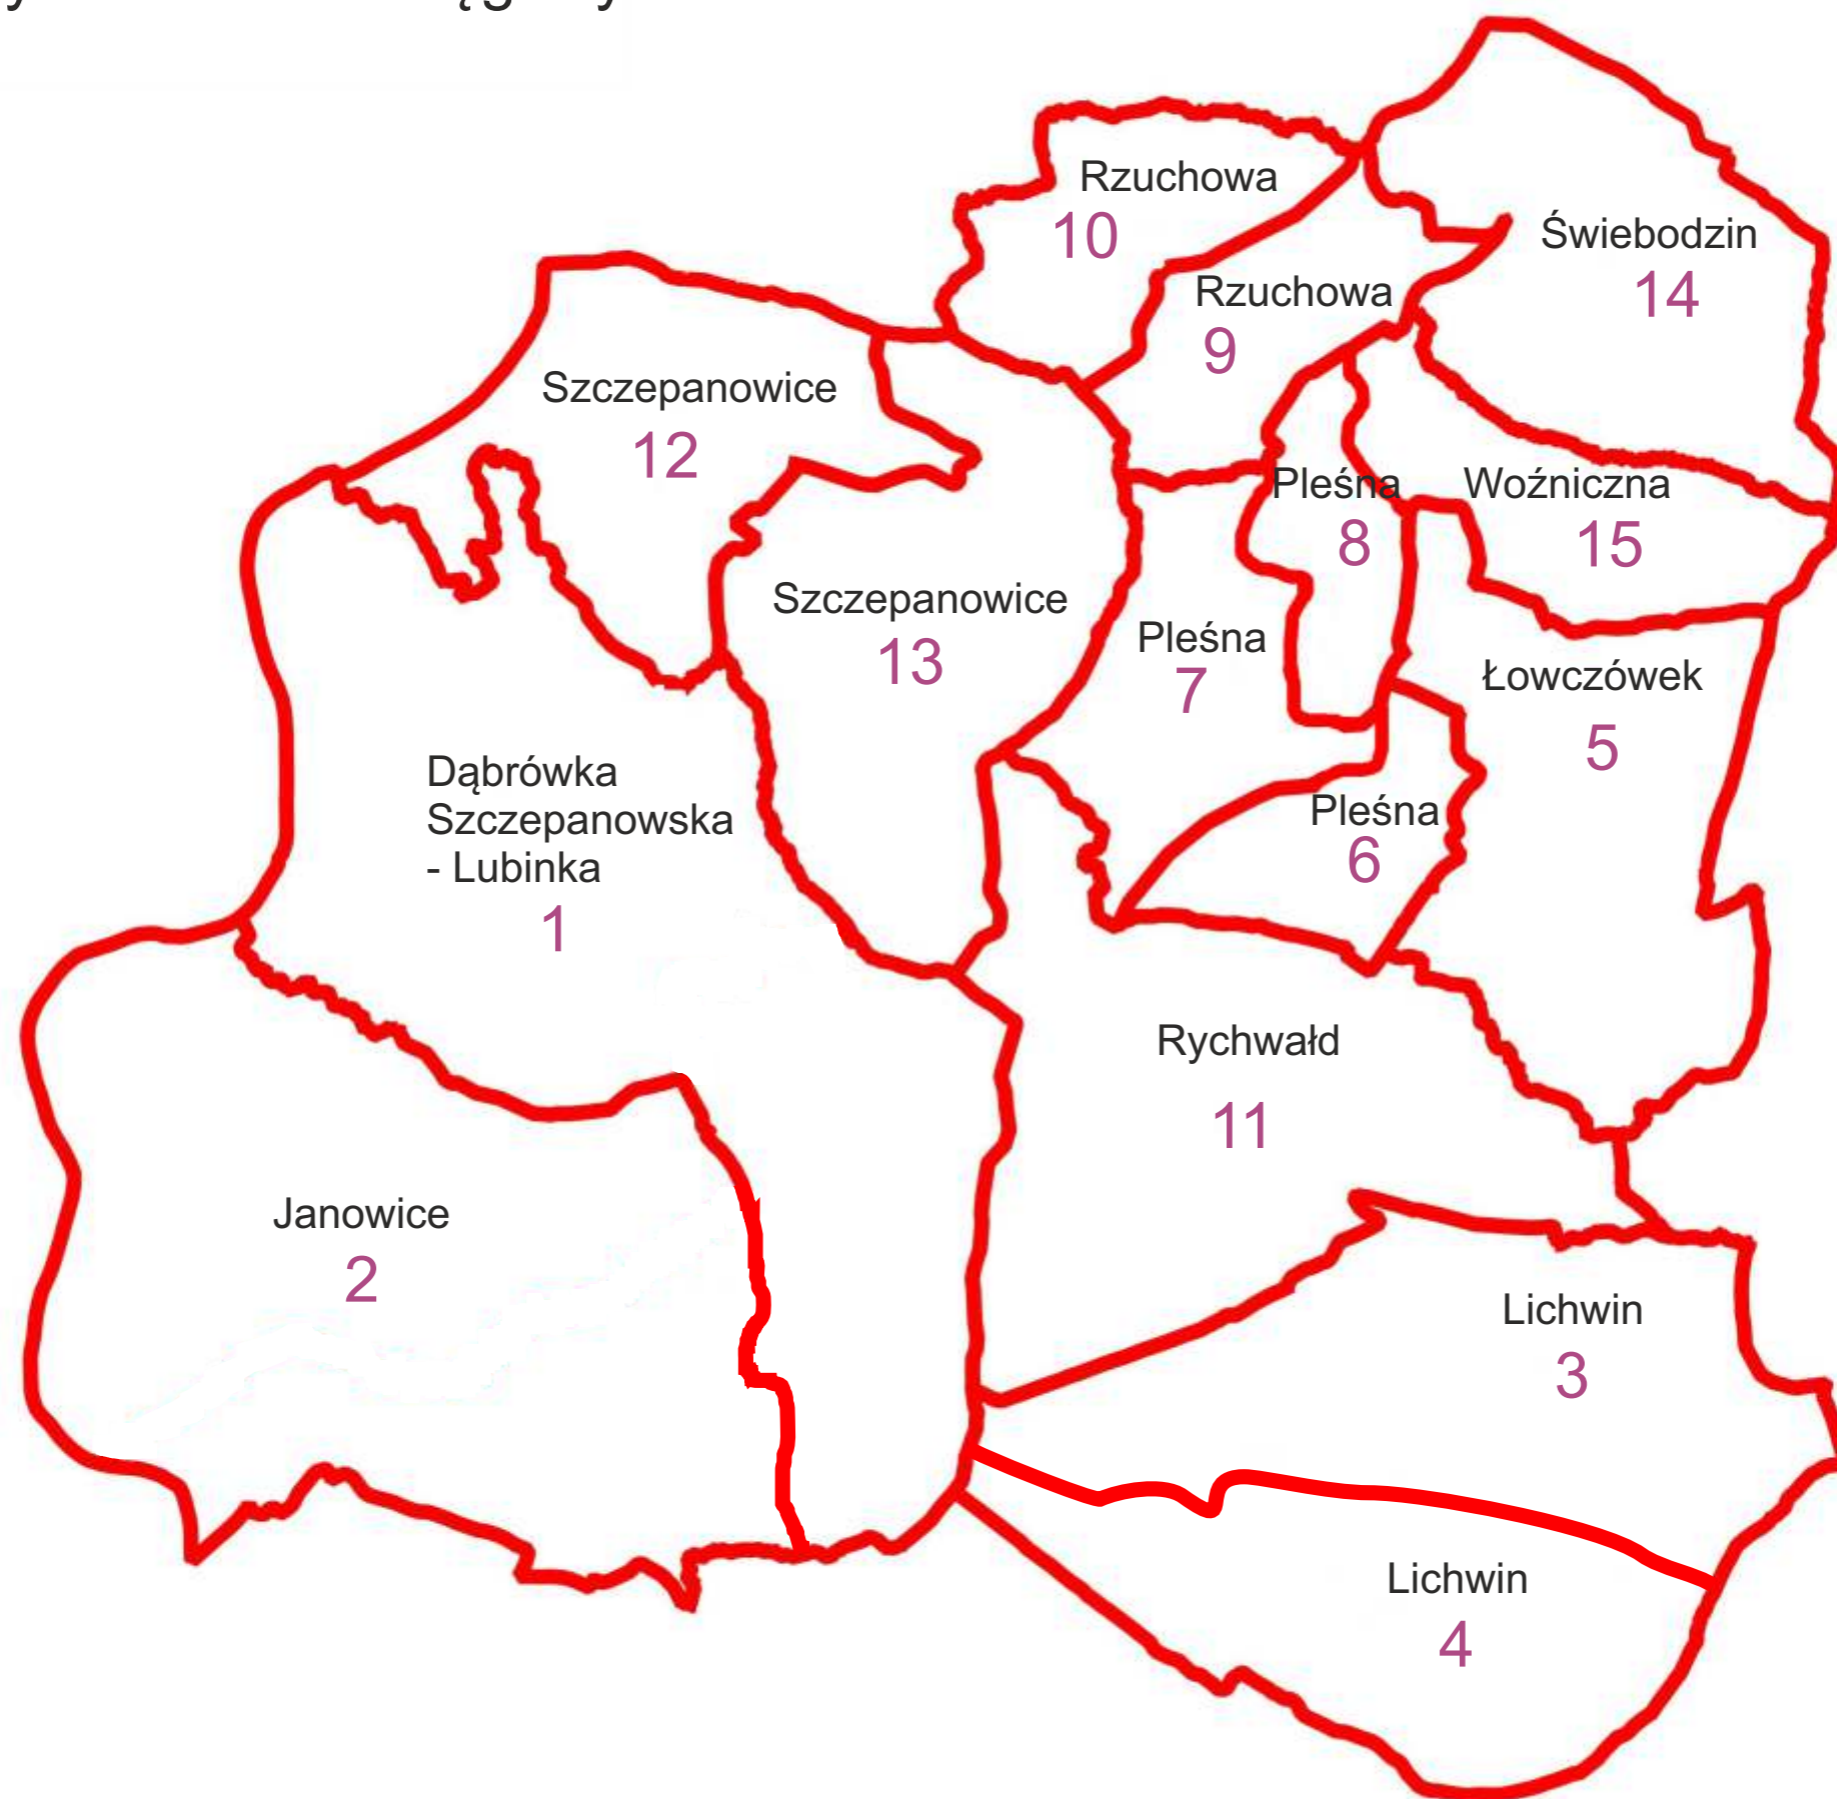 Rzuchowa
10
Świebodzin
14
Rzuchowa
9
Szczepanowice
12
Pleśna
8
Woźniczna
15
Szczepanowice
13
Pleśna
7
Łowczówek
5
Dąbrówka
Szczepanowska
- Lubinka
1
Pleśna
6
Rychwałd
11
Janowice
2
Lichwin
3
Lichwin
4